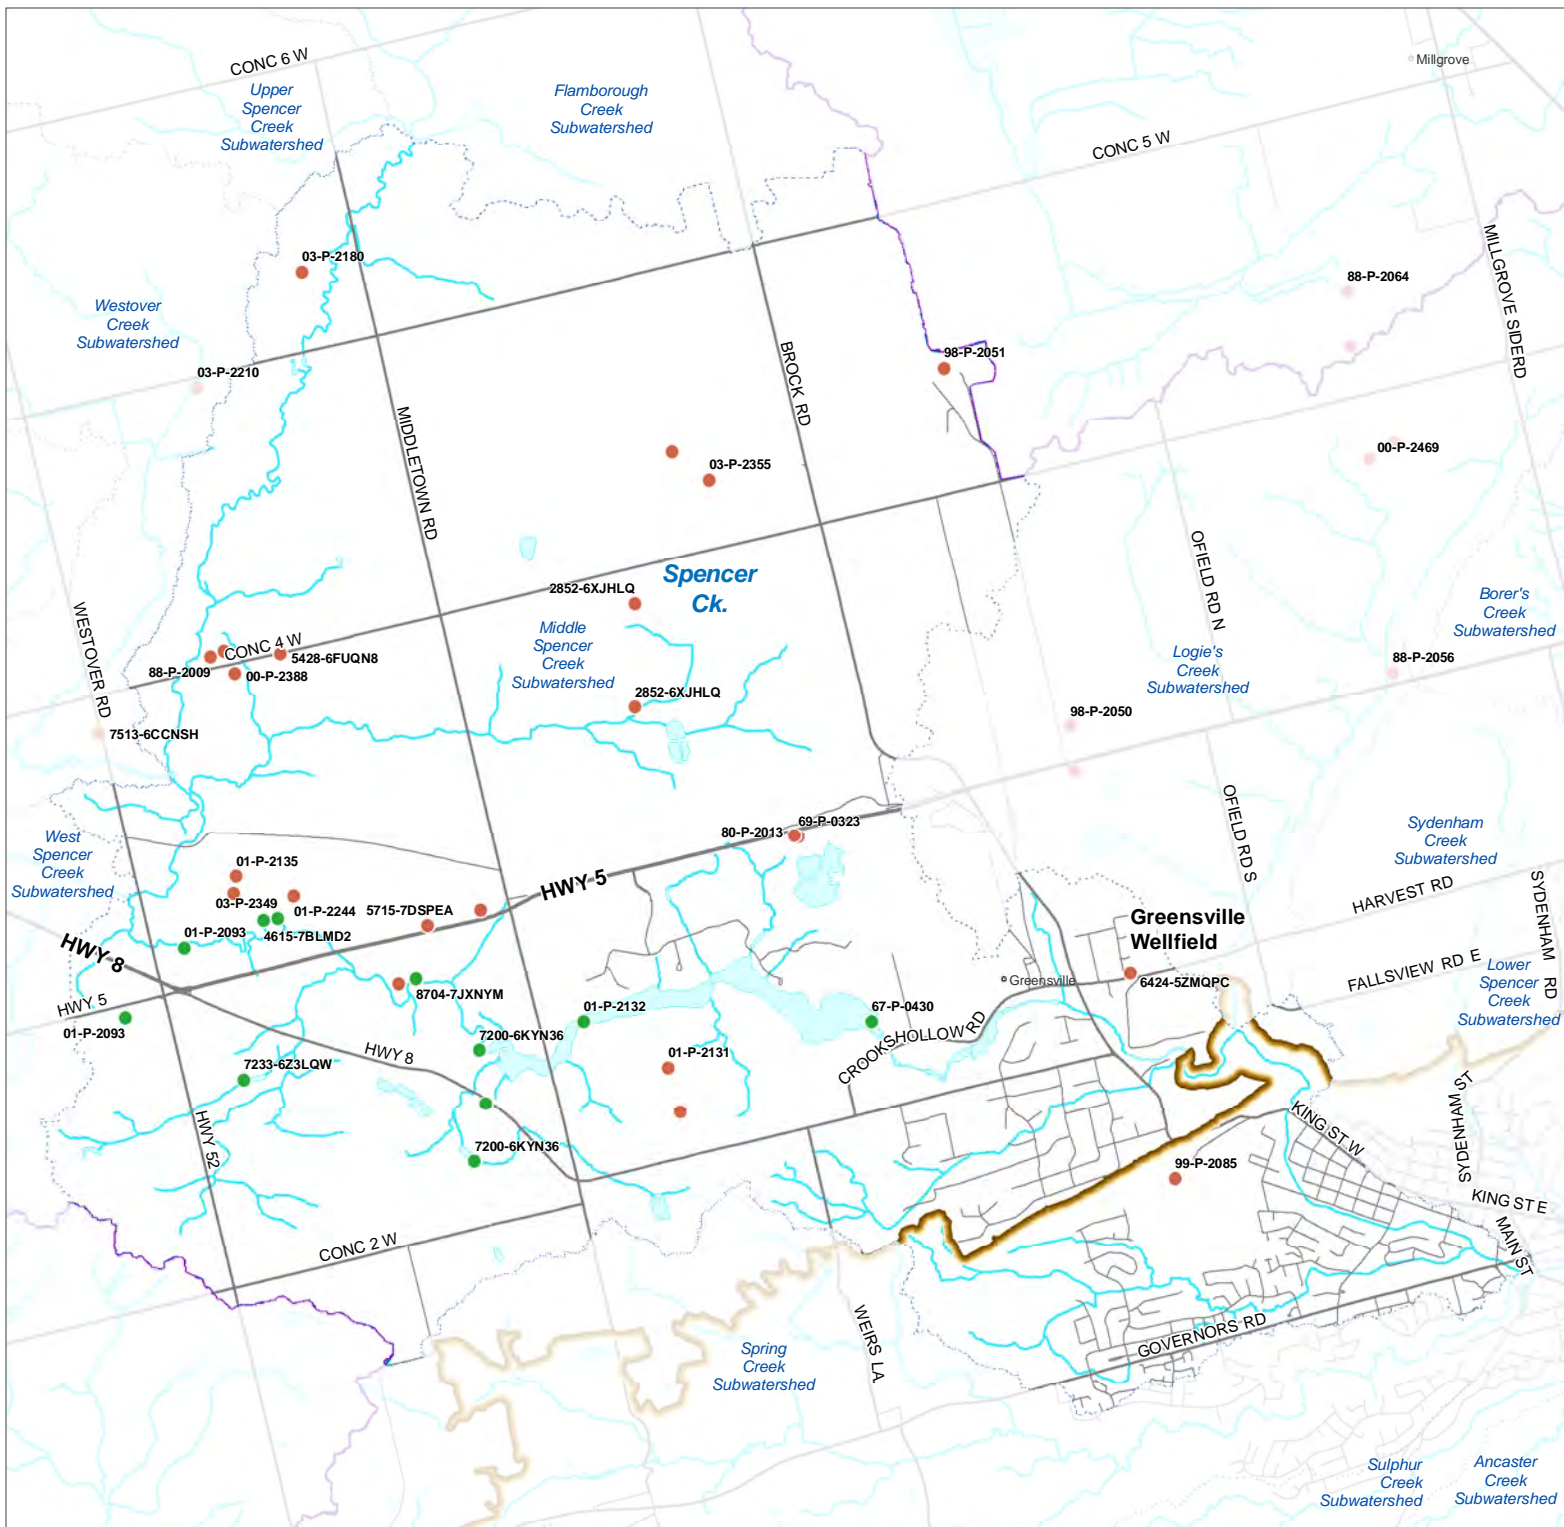 CONC 6 W
Millgrove
Upper
Spencer
Creek
Subwatershed
Flamborough
Creek
Subwatershed
CONC 5 W
03-P-2180
88-P-2064
MILLGROVE SIDERD
Westover
Creek
Subwatershed
98-P-2051
03-P-2210
BROCK RD
MIDDLETOWN RD
00-P-2469
03-P-2355
OFIELD RD N
Spencer
Ck.
2852-6XJHLQ
Borer's
Creek
Subwatershed
WESTOVER RD
Middle
Spencer
Creek
Subwatershed
CONC 4 W
5428-6FUQN8
88-P-2009
00-P-2388
Logie's
Creek
Subwatershed
88-P-2056
2852-6XJHLQ
98-P-2050
7513-6CCNSH
OFIELD RD S
69-P-0323
80-P-2013
Sydenham
Creek
Subwatershed
West
Spencer
Creek
Subwatershed
01-P-2135
HWY 5
HARVEST RD
SYDENHAM RD
03-P-2349
01-P-2244
5715-7DSPEA
Greensville
Wellfield
01-P-2093
4615-7BLMD2
HWY 8
Greensville
6424-5ZMQPC
FALLSVIEW RD E
Lower
Spencer
Creek
Subwatershed
8704-7JXNYM
HWY 5
01-P-2132
67-P-0430
01-P-2093
CROOKSHOLLOW RD
7200-6KYN36
HWY 8
7233-6Z3LQW
01-P-2131
SYDENHAM ST
KING ST W
HWY 52
7200-6KYN36
99-P-2085
KING ST E
MAIN ST
CONC 2 W
WEIRS LA
GOVERNORS RD
Spring
Creek
Subwatershed
Sulphur
Creek
Subwatershed
Ancaster
Creek
Subwatershed